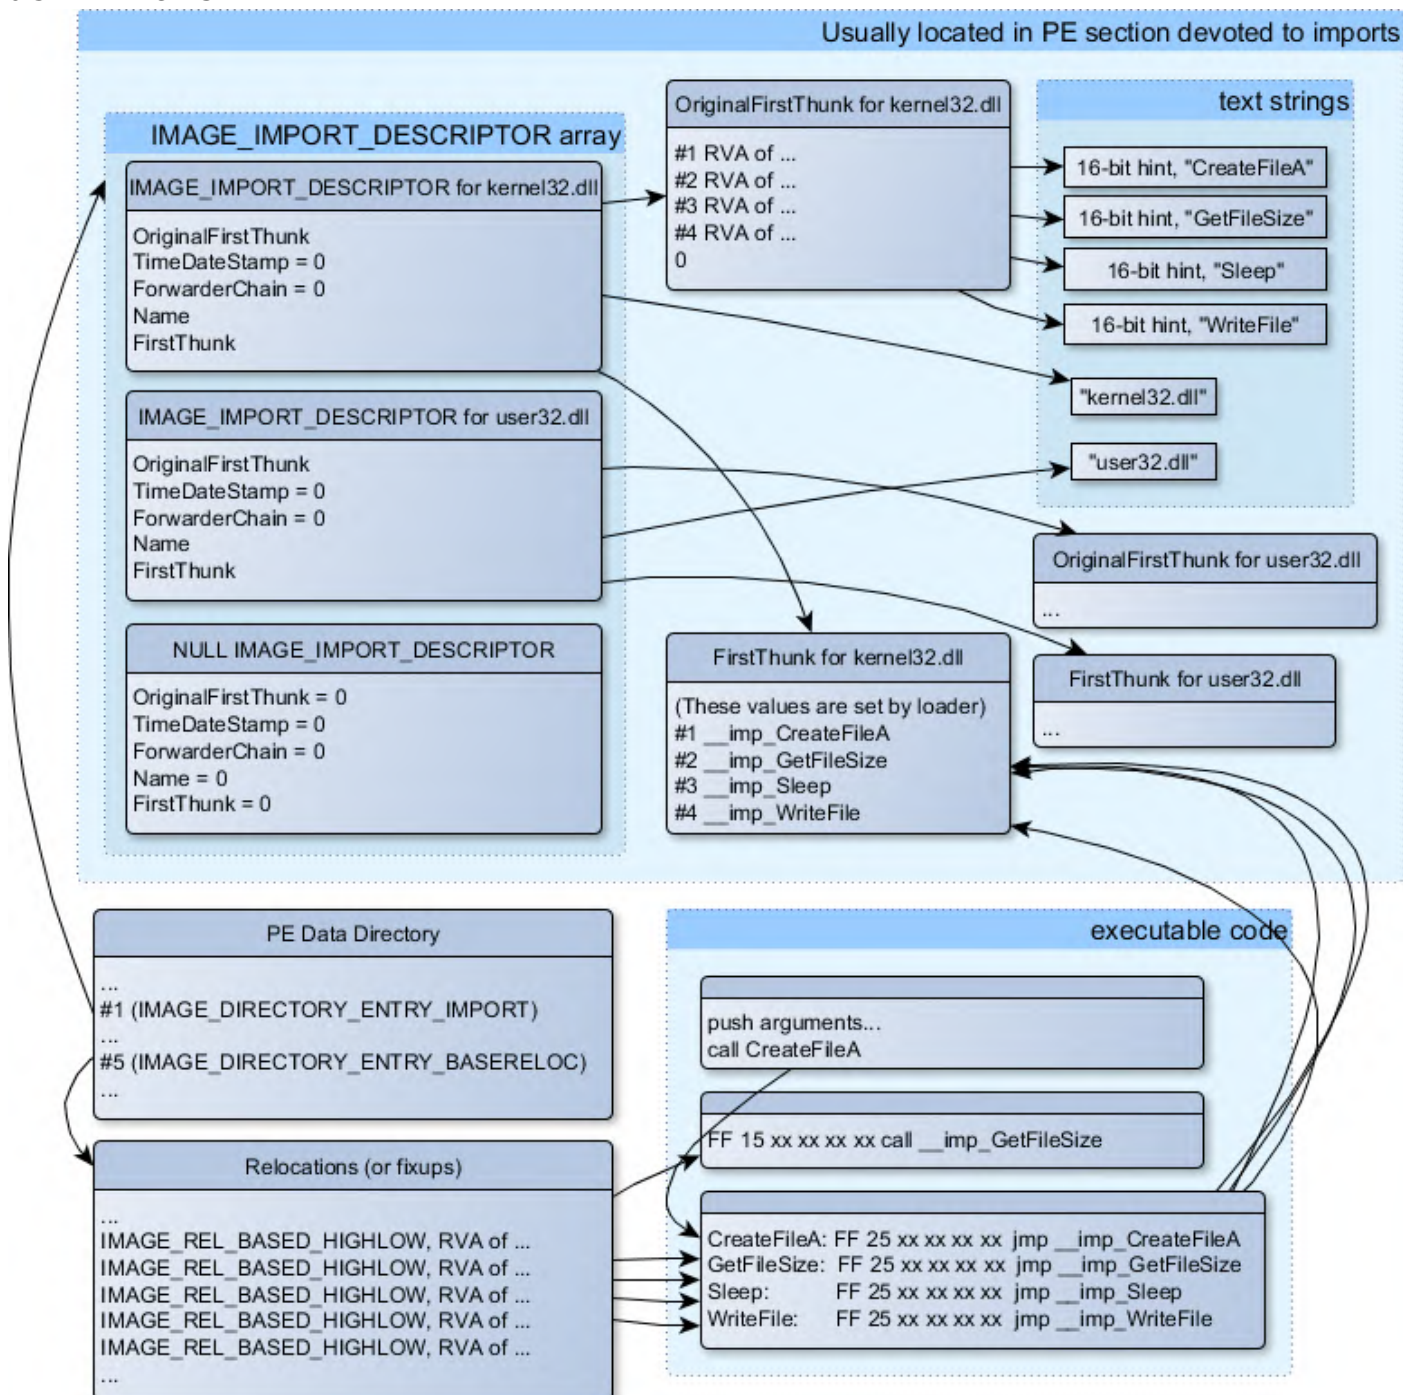 Usually located in PE section devoted to imports
IMAGE_IMPORT_DESCRIPTOR array
IMAGE_IMPORT_DESCRIPTOR for kernel32.dll
OriginalFirstThunk
TimeDateStamp = 0
ForwarderChain = 0
Name
FirstThunk
IMAGE_IMPORT_DESCRIPTOR for user32.dll
OriginalFirstThunk
TimeDateStamp = 0
ForwarderChain = 0
Name
FirstThunk
NULL IMAGE_IMPORT_DESCRIPTOR
OriginalFirstThunk = 0
TimeDateStamp = 0
ForwarderChain = 0
Name = 0
FirstThunk = 0
OriginalFirstThunk for kernel32.dll
#1 RVA of ...
#2 RVA of ...
#3 RVA of ...
#4 RVA of ...
0
text strings
16-bit hint, "CreateFileA"
16-bit hint, "GetFileSize"
16-bit hint, "Sleep"
16-bit hint, "WriteFile"
"kernel32.dll"
"user32.dll"
OriginalFirstThunk for user32.dll
...
FirstThunk for user32.dll
...
FirstThunk for kernel32.dll
(These values are set by loader)
#1 __imp_CreateFileA
#2 __imp_GetFileSize
#3 __imp_Sleep
#4 __imp_WriteFile
PE Data Directory
...
#1 (IMAGE_DIRECTORY_ENTRY_IMPORT)
...
#5 (IMAGE_DIRECTORY_ENTRY_BASERELOC)
...
Relocations (or fixups)
...
IMAGE_REL_BASED_HIGHLOW, RVA of ...
IMAGE_REL_BASED_HIGHLOW, RVA of ...
IMAGE_REL_BASED_HIGHLOW, RVA of ...
IMAGE_REL_BASED_HIGHLOW, RVA of ...
IMAGE_REL_BASED_HIGHLOW, RVA of ...
...
executable code
push arguments...
call CreateFileA
FF 15 xx xx xx xx call __imp_GetFileSize
CreateFileA: FF 25 xx xx xx xx jmp __imp_CreateFileA
GetFileSize: FF 25 xx xx xx xx jmp __imp_GetFileSize
Sleep: FF 25 xx xx xx xx jmp __imp_Sleep
WriteFile: FF 25 xx xx xx xx jmp __imp_WriteFile